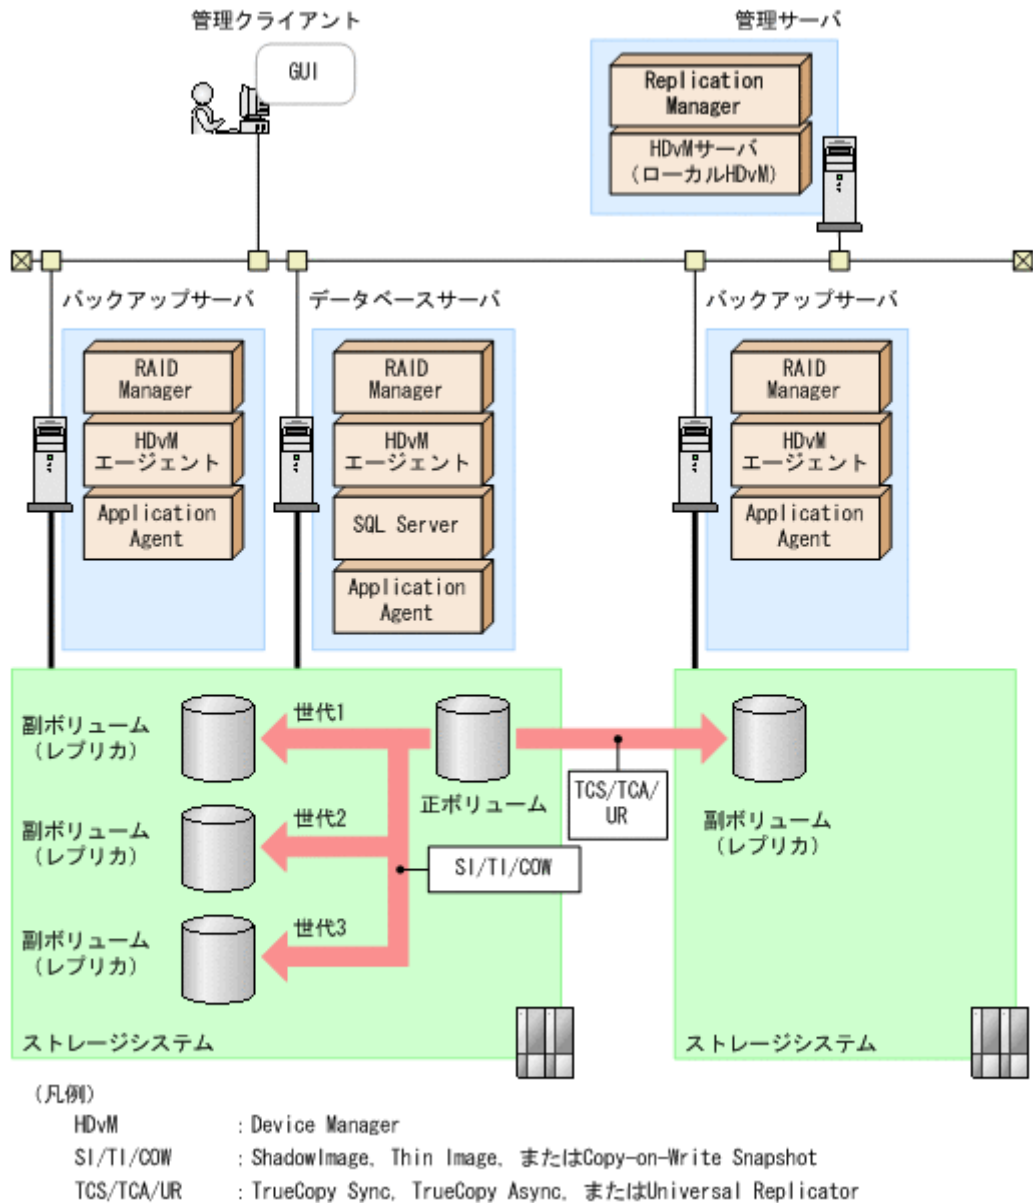 管理クライアント
管理サーバ
GUI
Replication
Manager
HDvMサーバ
(ローカルHDvM)
バックアップサーバ
データベースサーバ
バックアップサーバ
RAID
Manager
HDvM
エージェント
Application
Agent
RAID
Manager
HDvM
エージェント
SQL Server
Application
Agent
RAID
Manager
HDvM
エージェント
Application
Agent
副ボリューム
(レプリカ)
世代1
正ボリューム
TCS/TCA/
UR
副ボリューム
(レプリカ)
副ボリューム
(レプリカ)
世代2
SI/TI/COW
副ボリューム
(レプリカ)
世代3
ストレージシステム
ストレージシステム
(凡例)
HDvM : Device Manager
SI/TI/COW : ShadowImage, Thin Image, またはCopy-on-Write Snapshot
TCS/TCA/UR : TrueCopy Sync, TrueCopy Async, またはUniversal Replicator